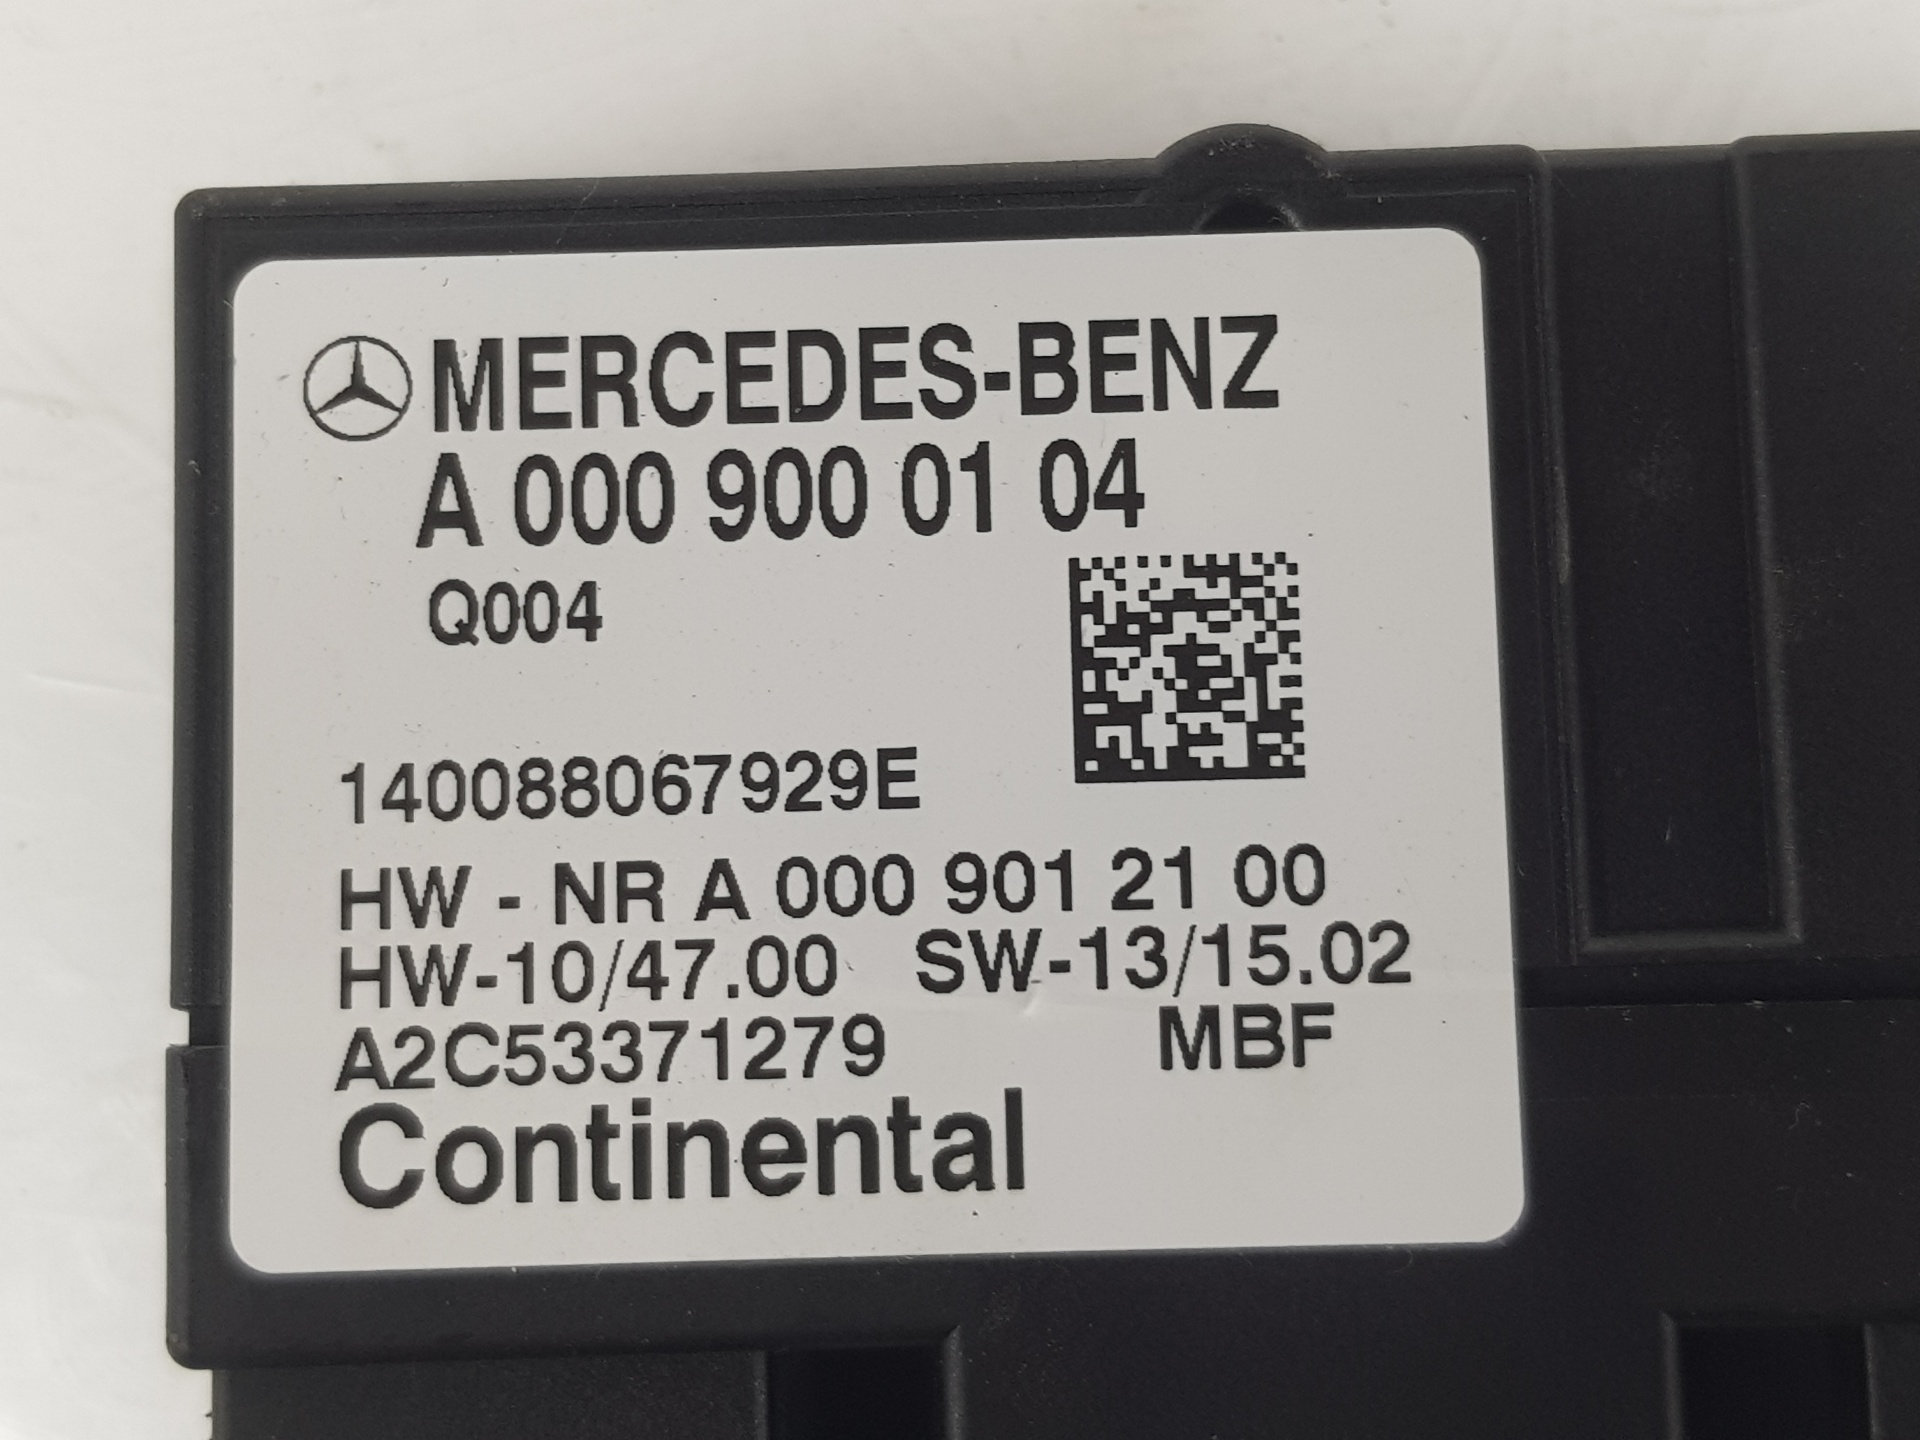 MERCEDES-BENZ
A 000 900 01 04
Q004
140088067929E
HW - NR A 000 901 21 00
HW-10/47.00 SW-13/15.02
A2C53371279 MBF
Continental